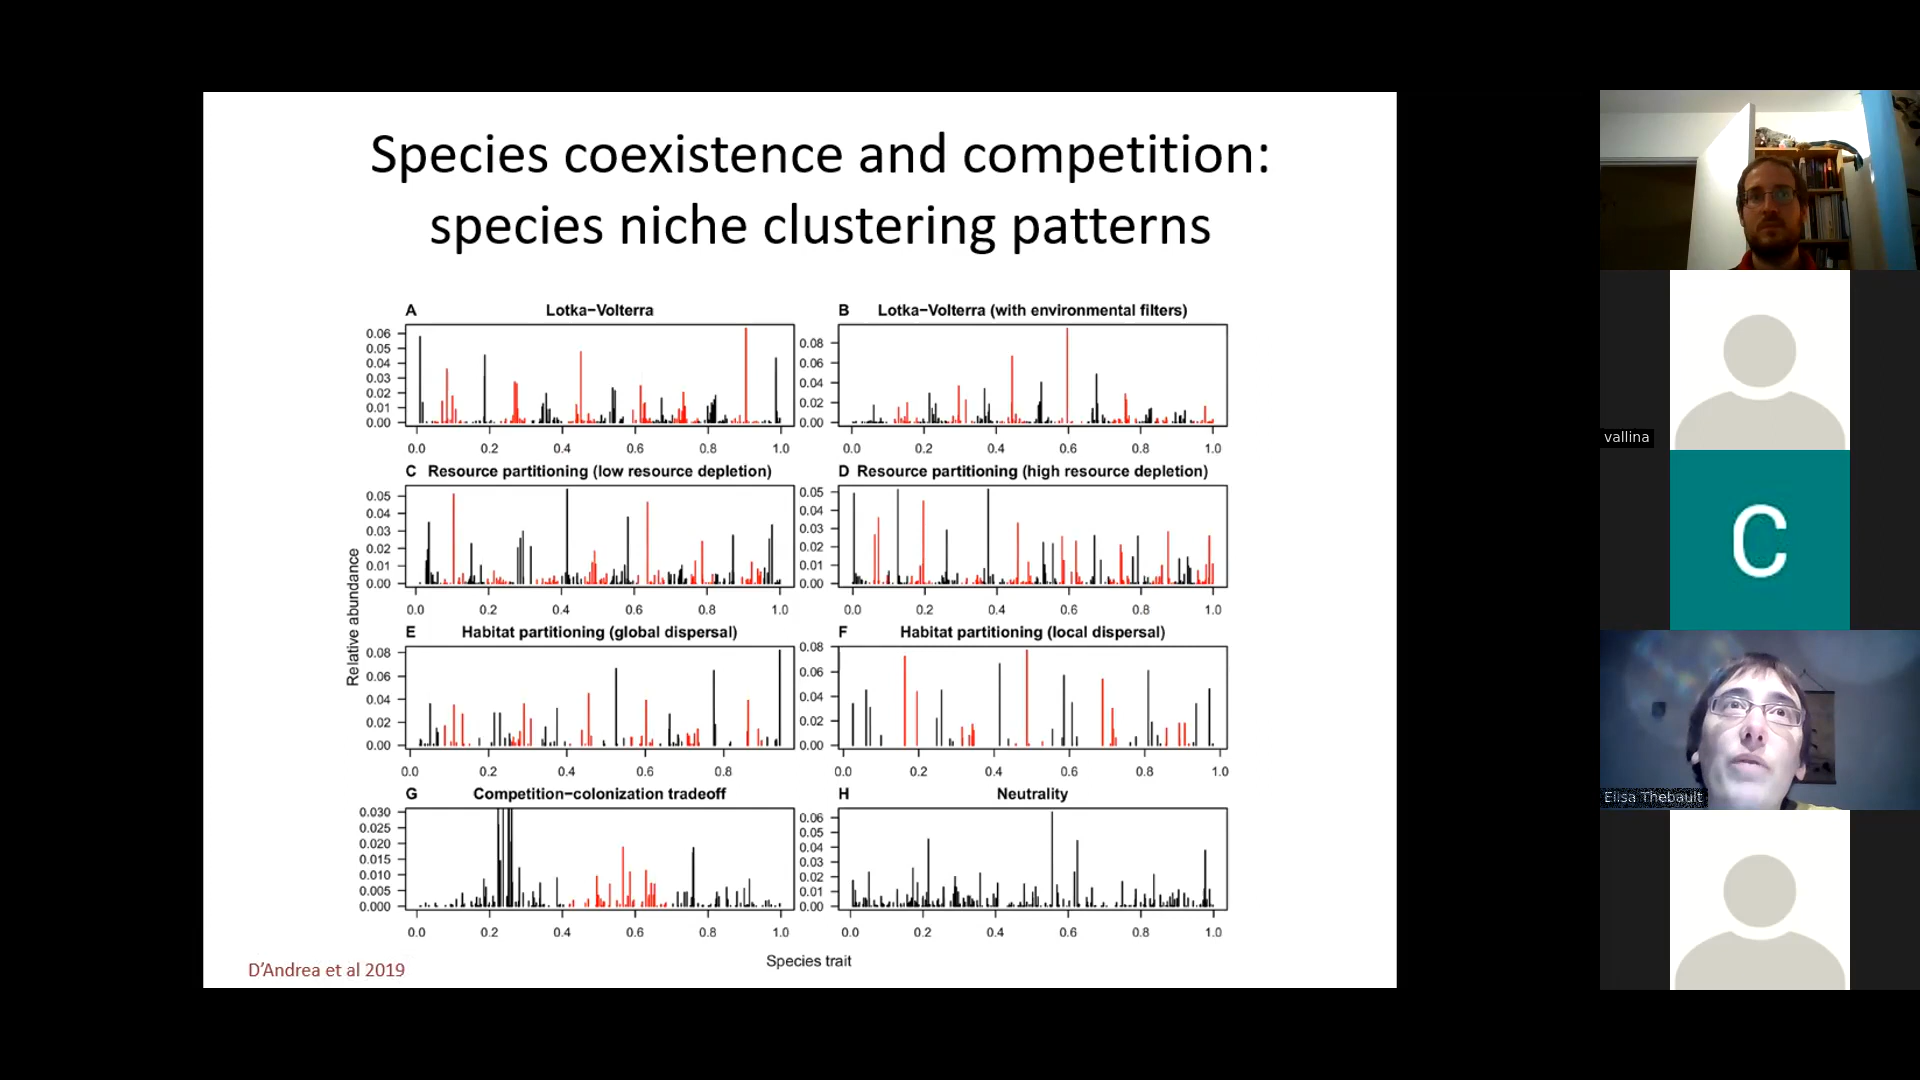 Species coexistence and competition:
species niche clustering patterns
A Lotka−Volterra
0.06
0.05
0.04
0.03
0.02
0.01
0.00
0.0 0.2 0.4 0.6 0.8 1.0
B Lotka−Volterra (with environmental filters)
0.08
0.06
0.04
0.02
0.00
0.0 0.2 0.4 0.6 0.8 1.0
C Resource partitioning (low resource depletion)
0.05
0.04
0.03
0.02
0.01
0.00
0.0 0.2 0.4 0.6 0.8 1.0
D Resource partitioning (high resource depletion)
0.05
0.04
0.03
0.02
0.01
0.00
0.0 0.2 0.4 0.6 0.8 1.0
Relative abundance
E Habitat partitioning (global dispersal)
0.08
0.06
0.04
0.02
0.00
0.0 0.2 0.4 0.6 0.8
F Habitat partitioning (local dispersal)
0.08
0.06
0.04
0.02
0.00
0.0 0.2 0.4 0.6 0.8 1.0
G Competition−colonization tradeoff
0.030
0.025
0.020
0.015
0.010
0.005
0.000
0.0 0.2 0.4 0.6 0.8 1.0
H Neutrality
0.06
0.05
0.04
0.03
0.02
0.01
0.00
0.0 0.2 0.4 0.6 0.8 1.0
Species trait
D’Andrea et al 2019
vallina
C
Elisa Thebault